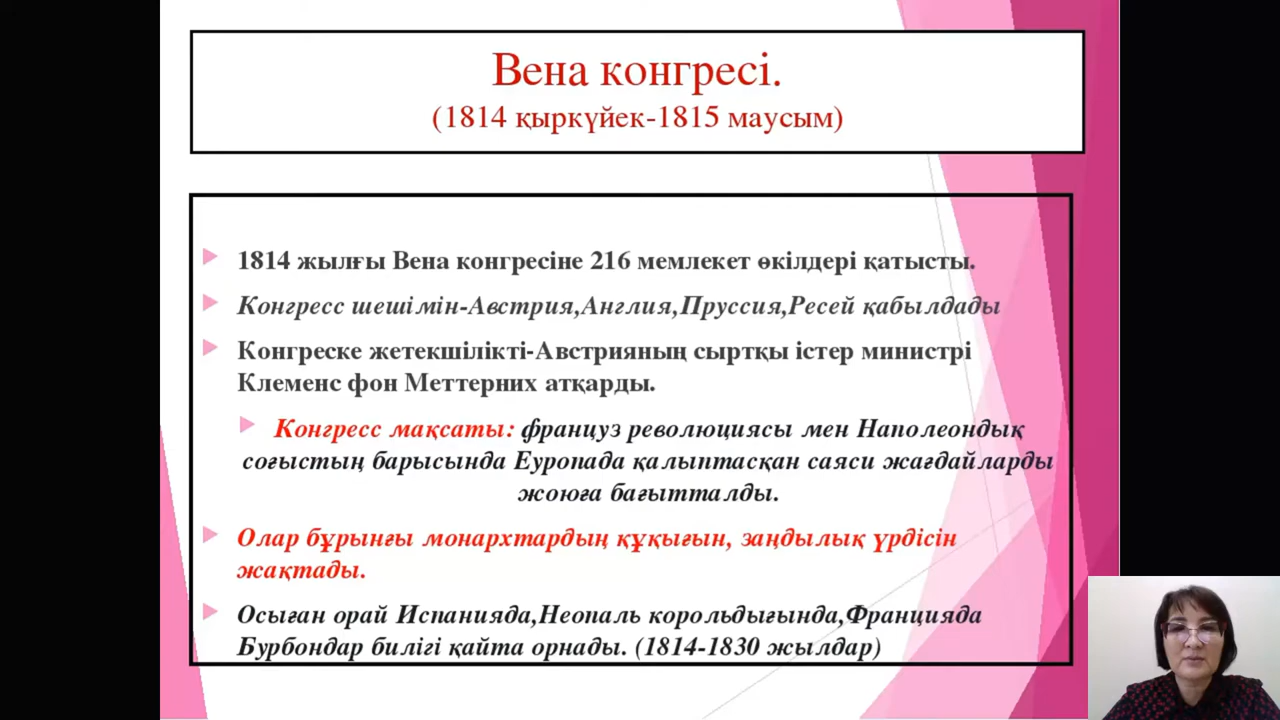 Вена конгресі.
(1814 қыркүйек-1815 маусым)
1814 жылғы Вена конгресіне 216 мемлекет өкілдері қатысты.
Конгресс шешімін-Австрия,Англия,Пруссия,Ресей қабылдады
Конгреске жетекшілікті-Австрияның сыртқы істер министрі
Клеменс фон Меттерних атқарды.
Конгресс мақсаты: француз революциясы мен Наполеондық
соғыстың барысында Еуропада қалыптасқан саяси жағдайларды
жоюға бағытталды.
Олар бұрынғы монархтардың құқығын, заңдылық үрдісін
жақтады.
Осыған орай Испанияда,Неопаль корольдығында,Францияда
Бурбондар билігі қайта орнады. (1814-1830 жылдар)